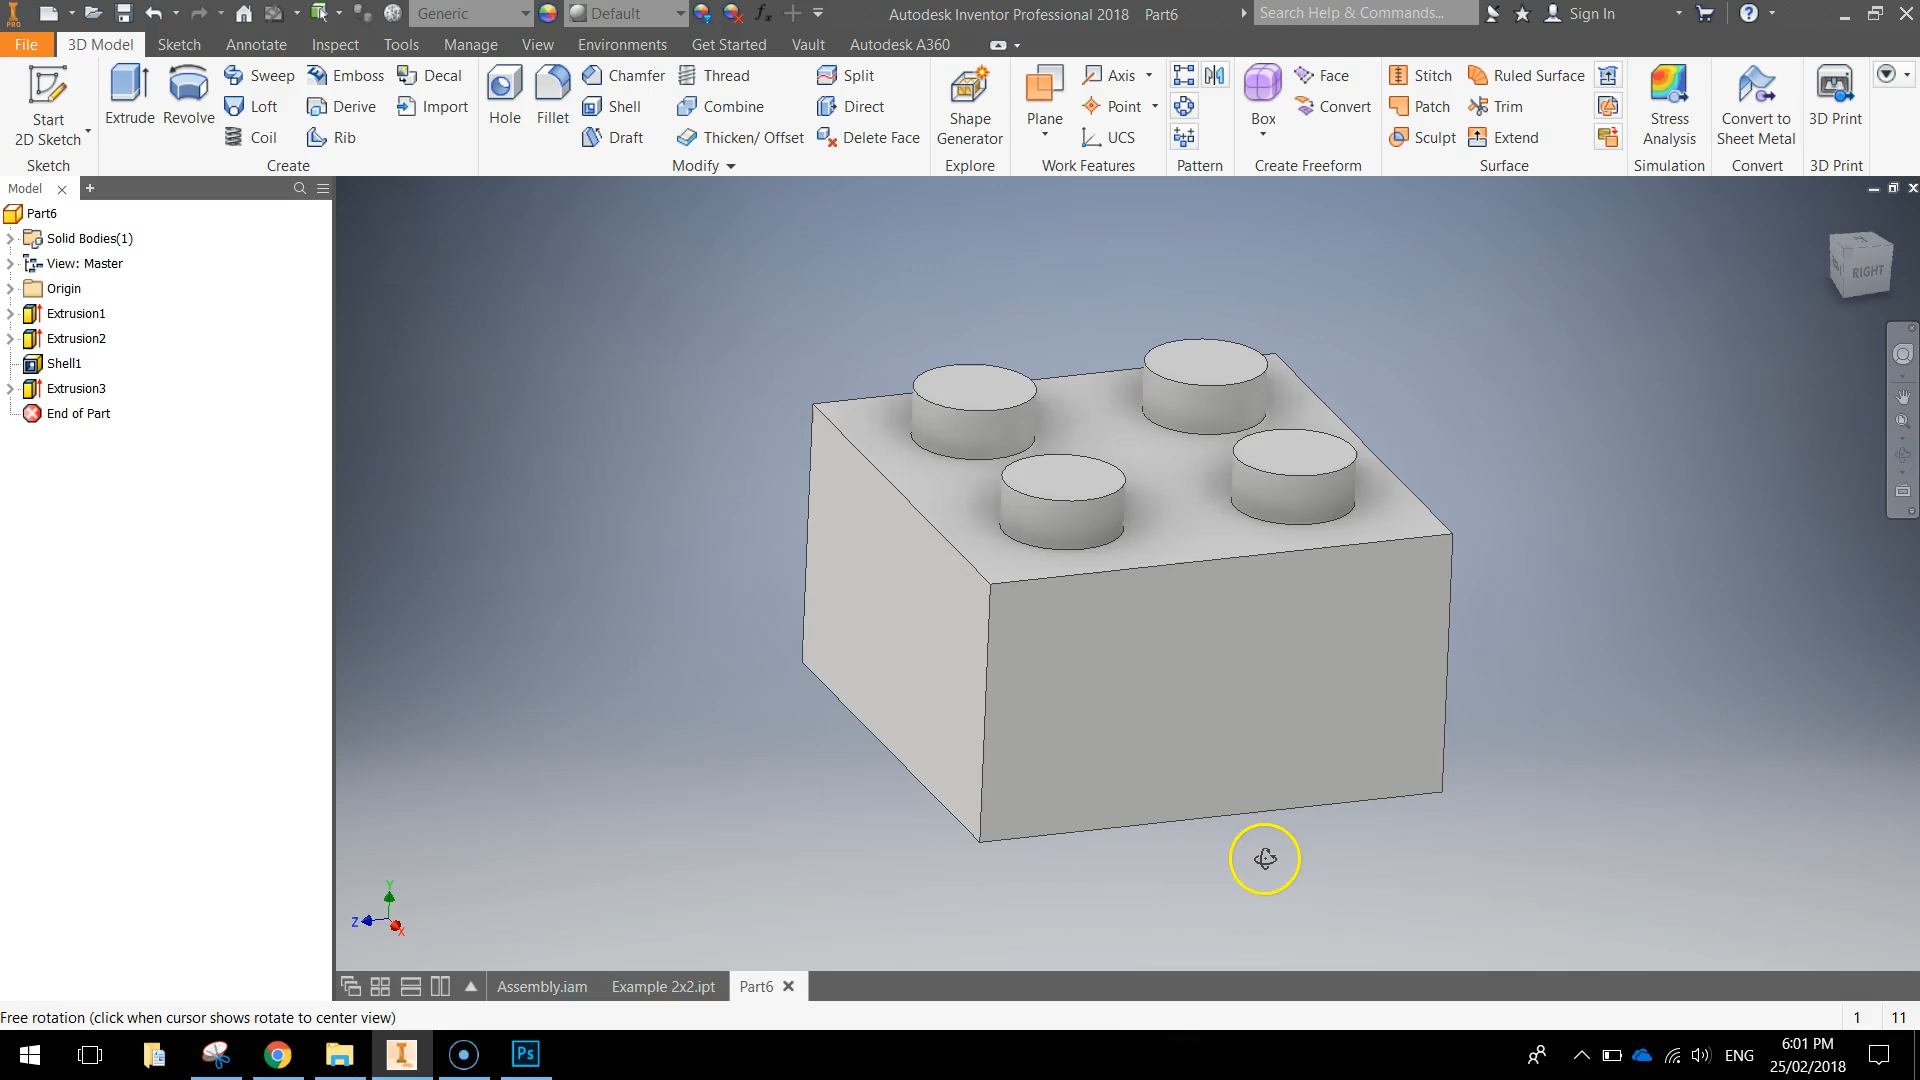 PRO
Generic
Default
fx
Autodesk Inventor Professional 2018 Part6
Search Help & Commands...
Sign In
File
3D Model
Sketch
Annotate
Inspect
Tools
Manage
View
Environments
Get Started
Vault
Autodesk A360
Start
2D Sketch
Sketch
Extrude
Revolve
Sweep
Emboss
Decal
Loft
Derive
Import
Coil
Rib
Create
Hole
Fillet
Chamfer
Thread
Split
Shell
Combine
Direct
Draft
Thicken/ Offset
Delete Face
Modify
Shape
Generator
Explore
Plane
Axis
Point
UCS
Work Features
Pattern
Box
Face
Convert
Create Freeform
Stitch
Ruled Surface
Patch
Trim
Sculpt
Extend
Surface
Stress
Analysis
Simulation
Convert to
Sheet Metal
Convert
3D Print
3D Print
Model
Part6
Solid Bodies(1)
View: Master
Origin
Extrusion1
Extrusion2
Shell1
Extrusion3
End of Part
RIGHT
Y
Z
X
Assembly.iam
Example 2x2.ipt
Part6
Free rotation (click when cursor shows rotate to center view)
1
11
Ps
ENG
6:01 PM
25/02/2018